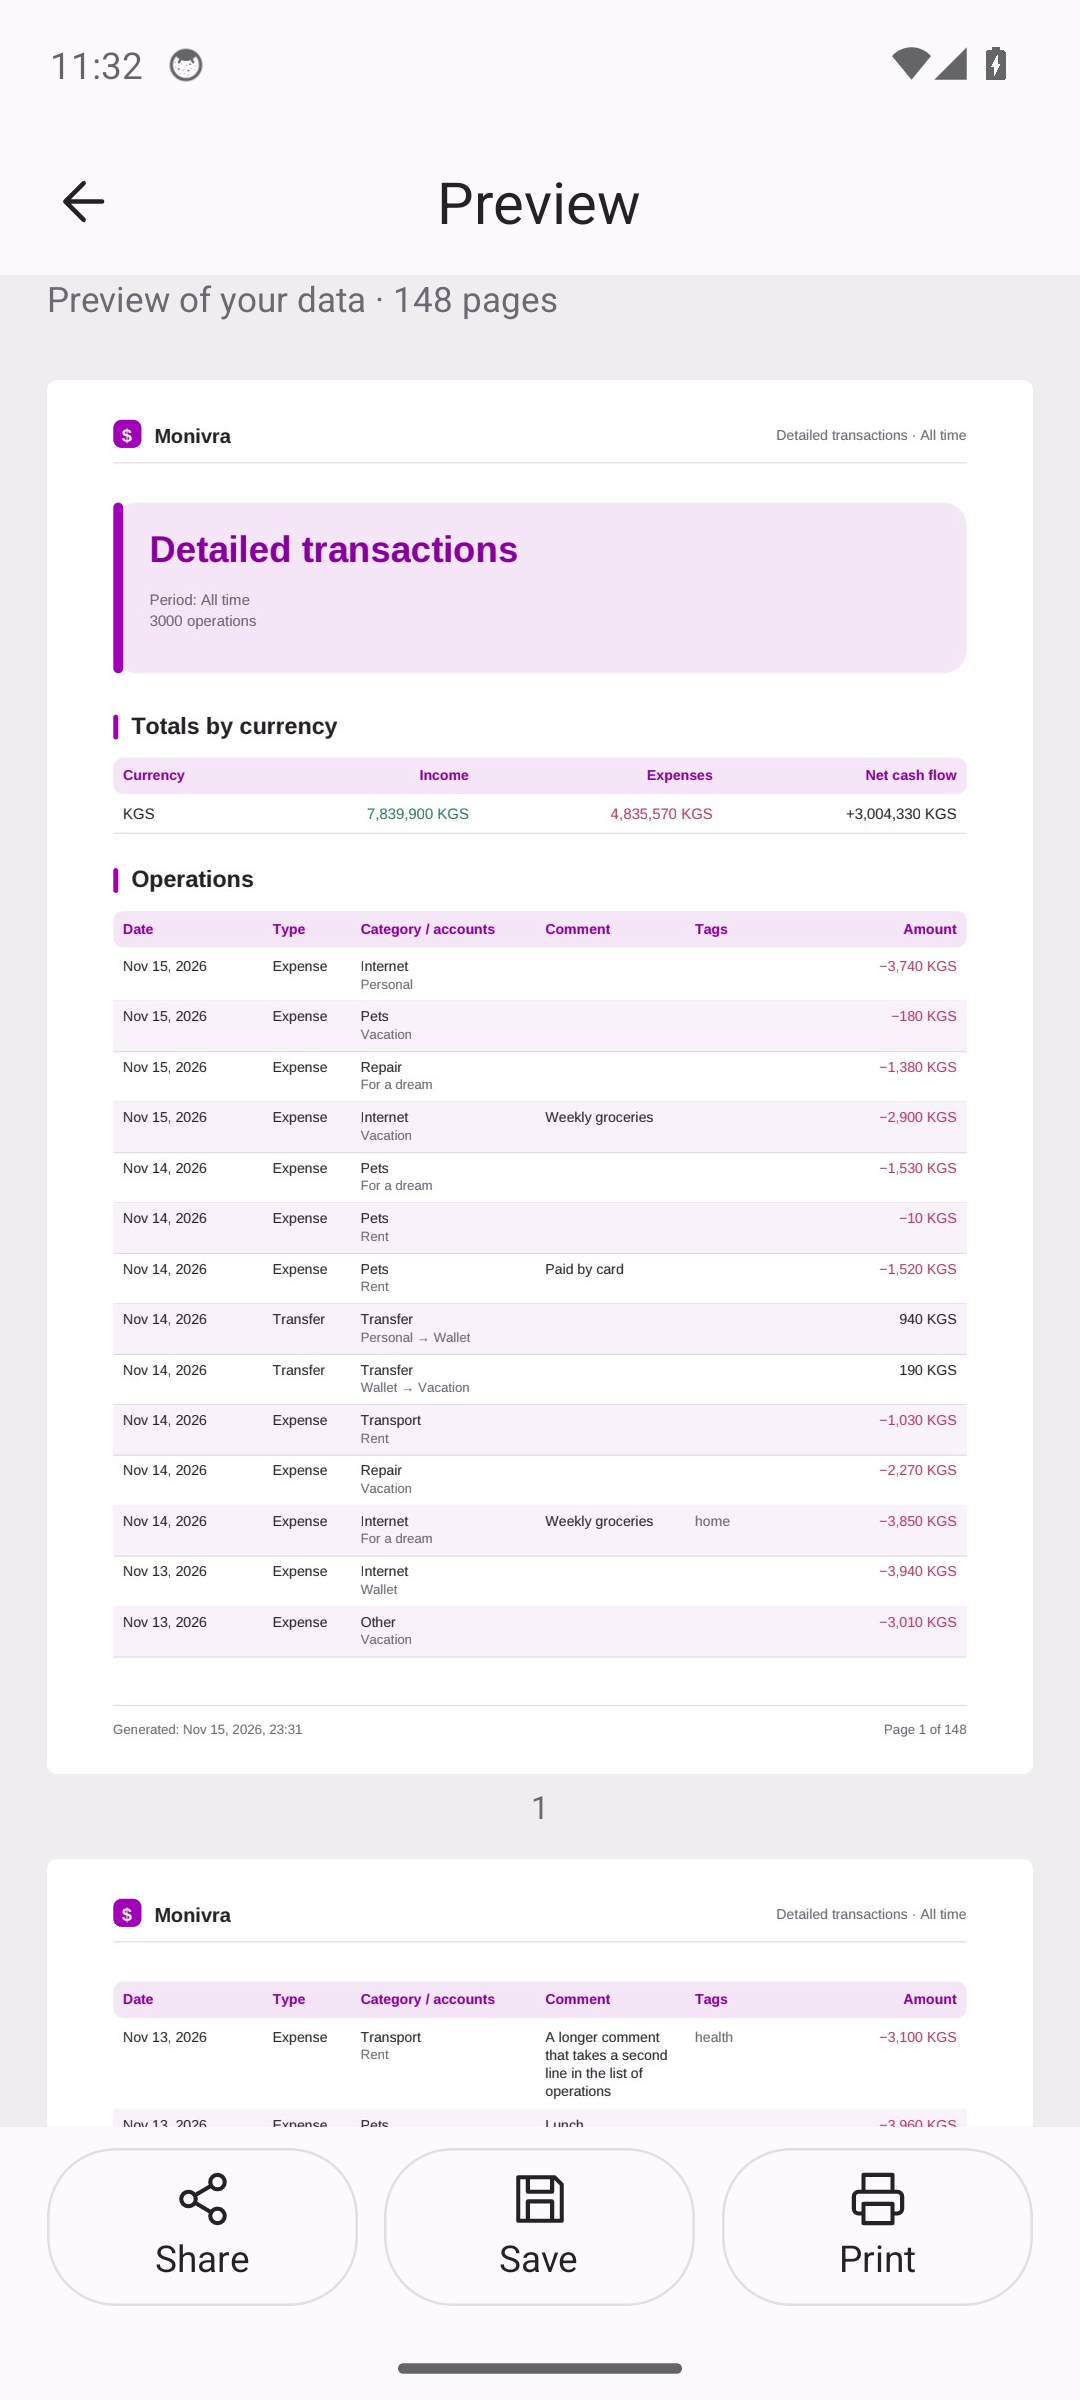 11:32
Preview
Preview of your data · 148 pages
$ Monivra
Detailed transactions · All time
Detailed transactions
Period: All time
3000 operations
Totals by currency
Currency Income Expenses Net cash flow
KGS 7,839,900 KGS 4,835,570 KGS +3,004,330 KGS
Operations
Date Type Category / accounts Comment Tags Amount
Nov 15, 2026 Expense Internet −3,740 KGS
Personal
Nov 15, 2026 Expense Pets −180 KGS
Vacation
Nov 15, 2026 Expense Repair −1,380 KGS
For a dream
Nov 15, 2026 Expense Internet Weekly groceries −2,900 KGS
Vacation
Nov 14, 2026 Expense Pets −1,530 KGS
For a dream
Nov 14, 2026 Expense Pets −10 KGS
Rent
Nov 14, 2026 Expense Pets Paid by card −1,520 KGS
Rent
Nov 14, 2026 Transfer Transfer 940 KGS
Personal → Wallet
Nov 14, 2026 Transfer Transfer 190 KGS
Wallet → Vacation
Nov 14, 2026 Expense Transport −1,030 KGS
Rent
Nov 14, 2026 Expense Repair −2,270 KGS
Vacation
Nov 14, 2026 Expense Internet Weekly groceries home −3,850 KGS
For a dream
Nov 13, 2026 Expense Internet −3,940 KGS
Wallet
Nov 13, 2026 Expense Other −3,010 KGS
Vacation
Generated: Nov 15, 2026, 23:31 Page 1 of 148
1
$ Monivra
Detailed transactions · All time
Date Type Category / accounts Comment Tags Amount
Nov 13, 2026 Expense Transport A longer comment health −3,100 KGS
Rent that takes a second
line in the list of
operations
Nov 13, 2026 Expense Pets Lunch −3,960 KGS
Share Save Print